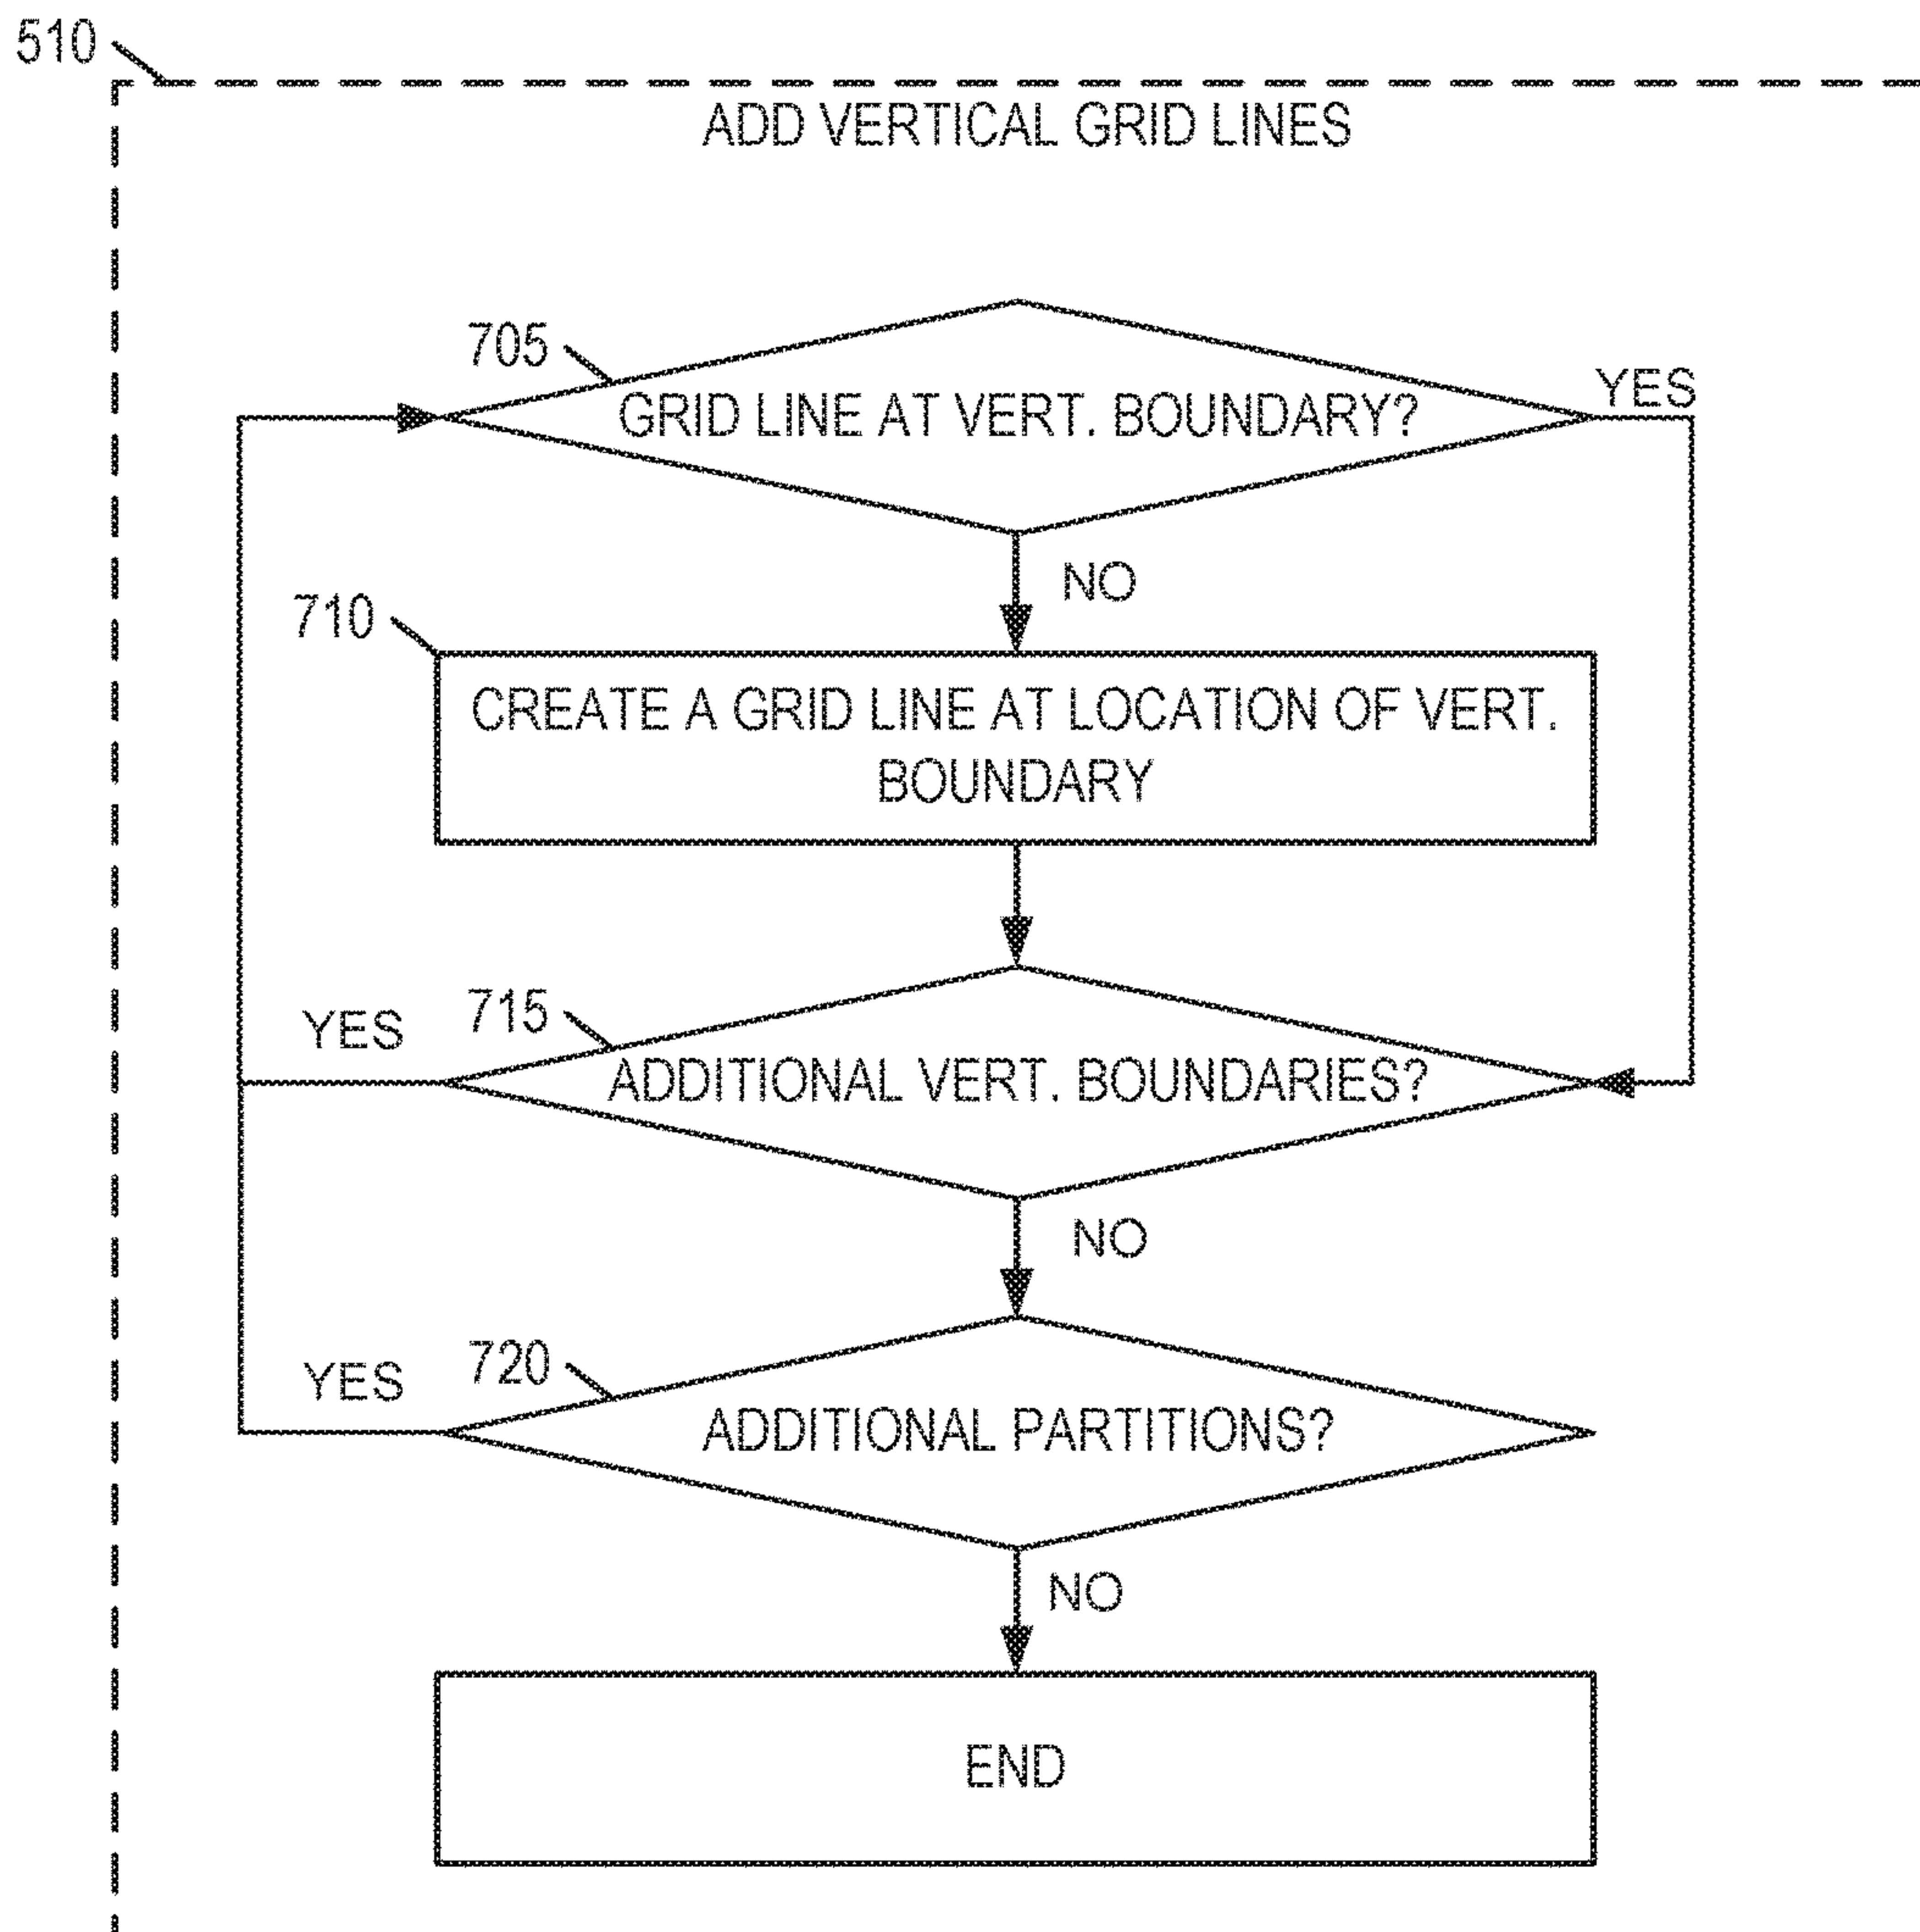 510
ADD VERTICAL GRID LINES
705
GRID LINE AT VERT. BOUNDARY?
YES
NO
710
CREATE A GRID LINE AT LOCATION OF VERT.
BOUNDARY
YES
715
ADDITIONAL VERT. BOUNDARIES?
NO
YES
720
ADDITIONAL PARTITIONS?
NO
END